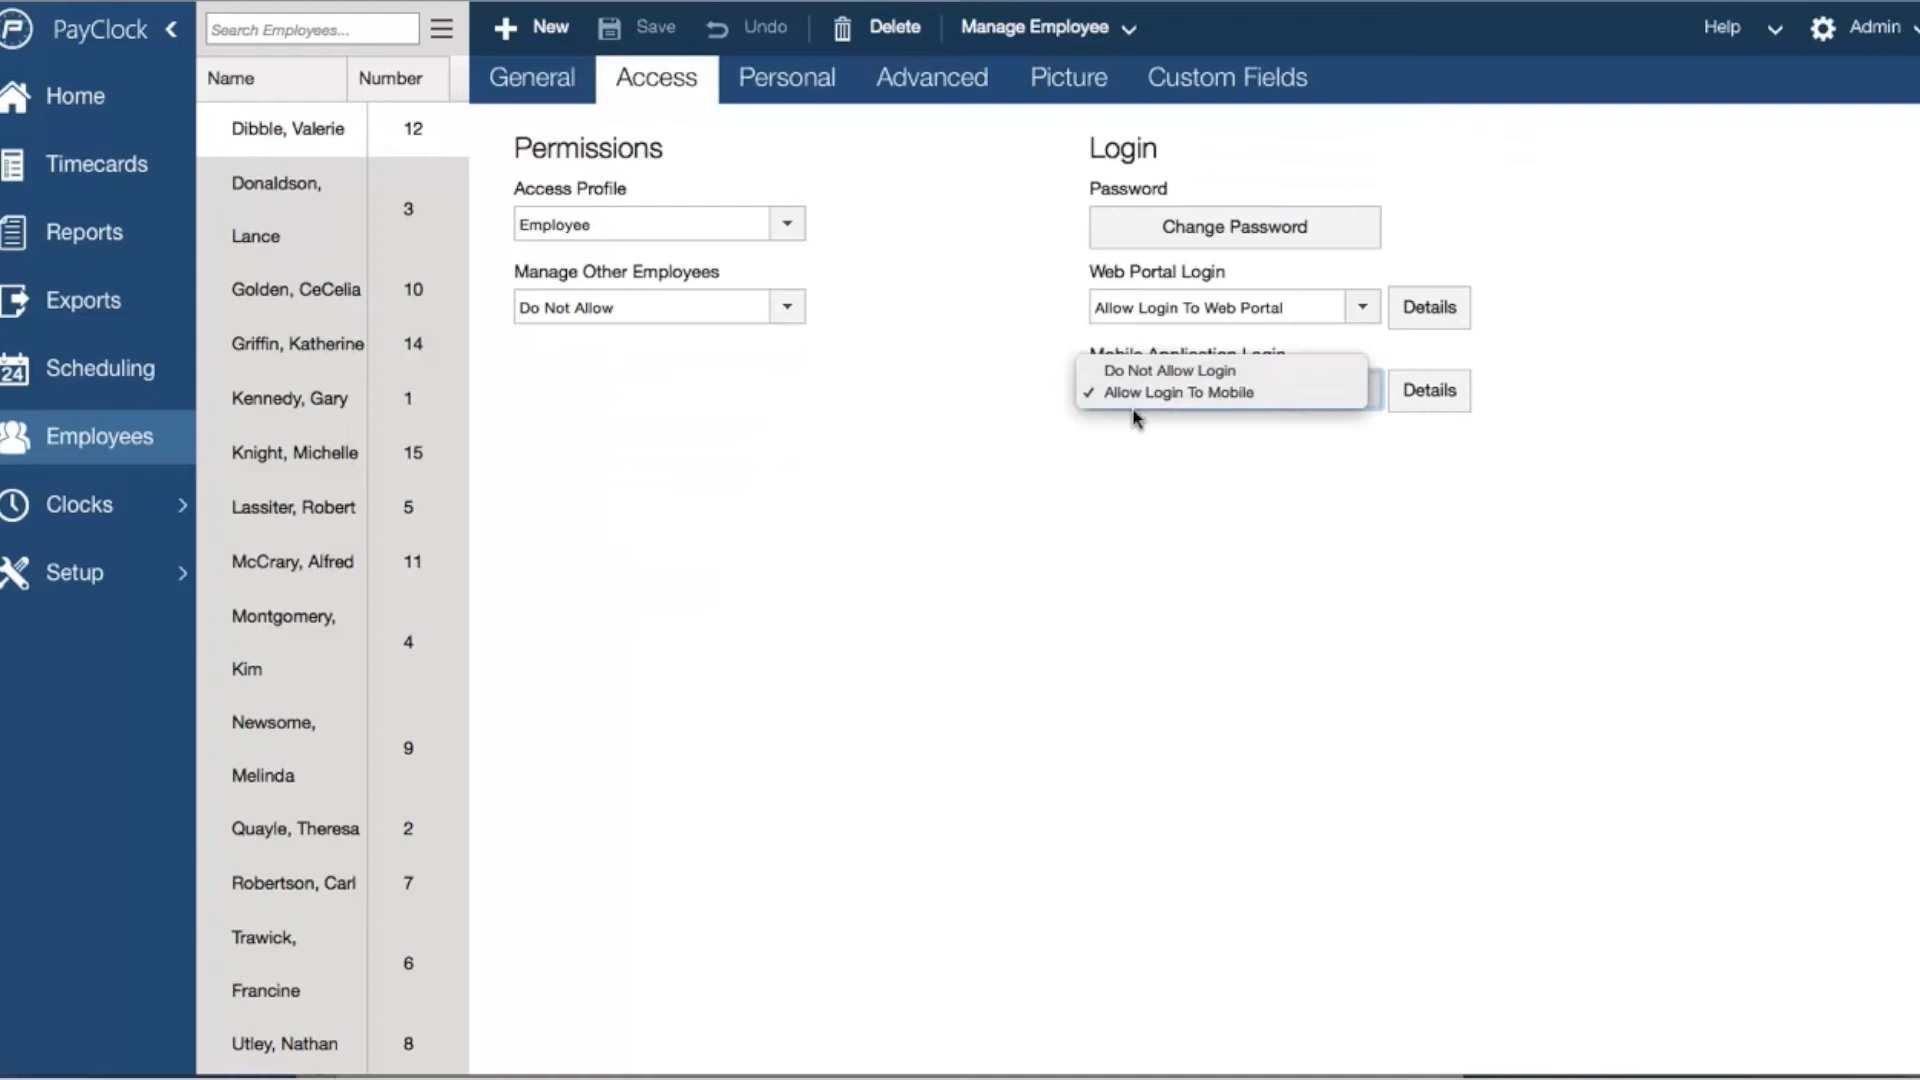 PayClock
Search Employees...
New
Save
Undo
Delete
Manage Employee
Help
Admin
Name
Number
General
Access
Personal
Advanced
Picture
Custom Fields
Home
Timecards
Reports
Exports
24
Scheduling
Employees
Clocks
Setup
Dibble, Valerie 12
Donaldson,
Lance
3
Golden, CeCelia 10
Griffin, Katherine 14
Kennedy, Gary 1
Knight, Michelle 15
Lassiter, Robert 5
McCrary, Alfred 11
Montgomery,
Kim
4
Newsome,
Melinda
9
Quayle, Theresa 2
Robertson, Carl 7
Trawick,
Francine
6
Utley, Nathan 8
Permissions
Access Profile
Employee
Manage Other Employees
Do Not Allow
Login
Password
Change Password
Web Portal Login
Allow Login To Web Portal
Details
Mobile Application Login
Do Not Allow Login
Allow Login To Mobile
Details